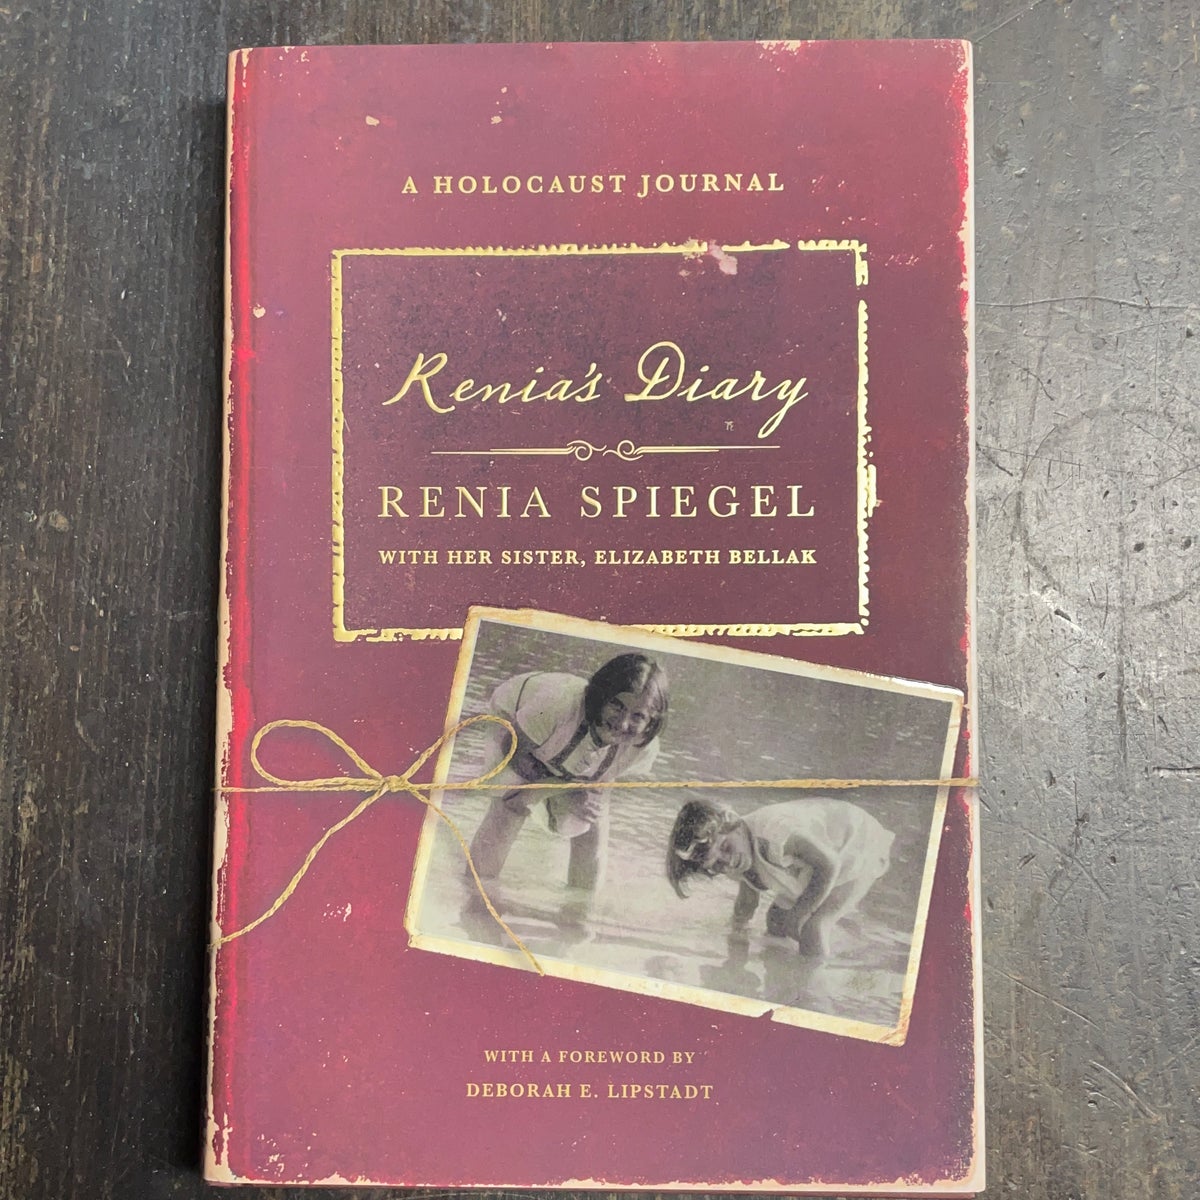 A HOLOCAUST JOURNAL
Renia's Diary
RENIA SPIEGEL
WITH HER SISTER, ELIZABETH BELLAK
WITH A FOREWORD BY
DEBORAH E. LIPSTADT